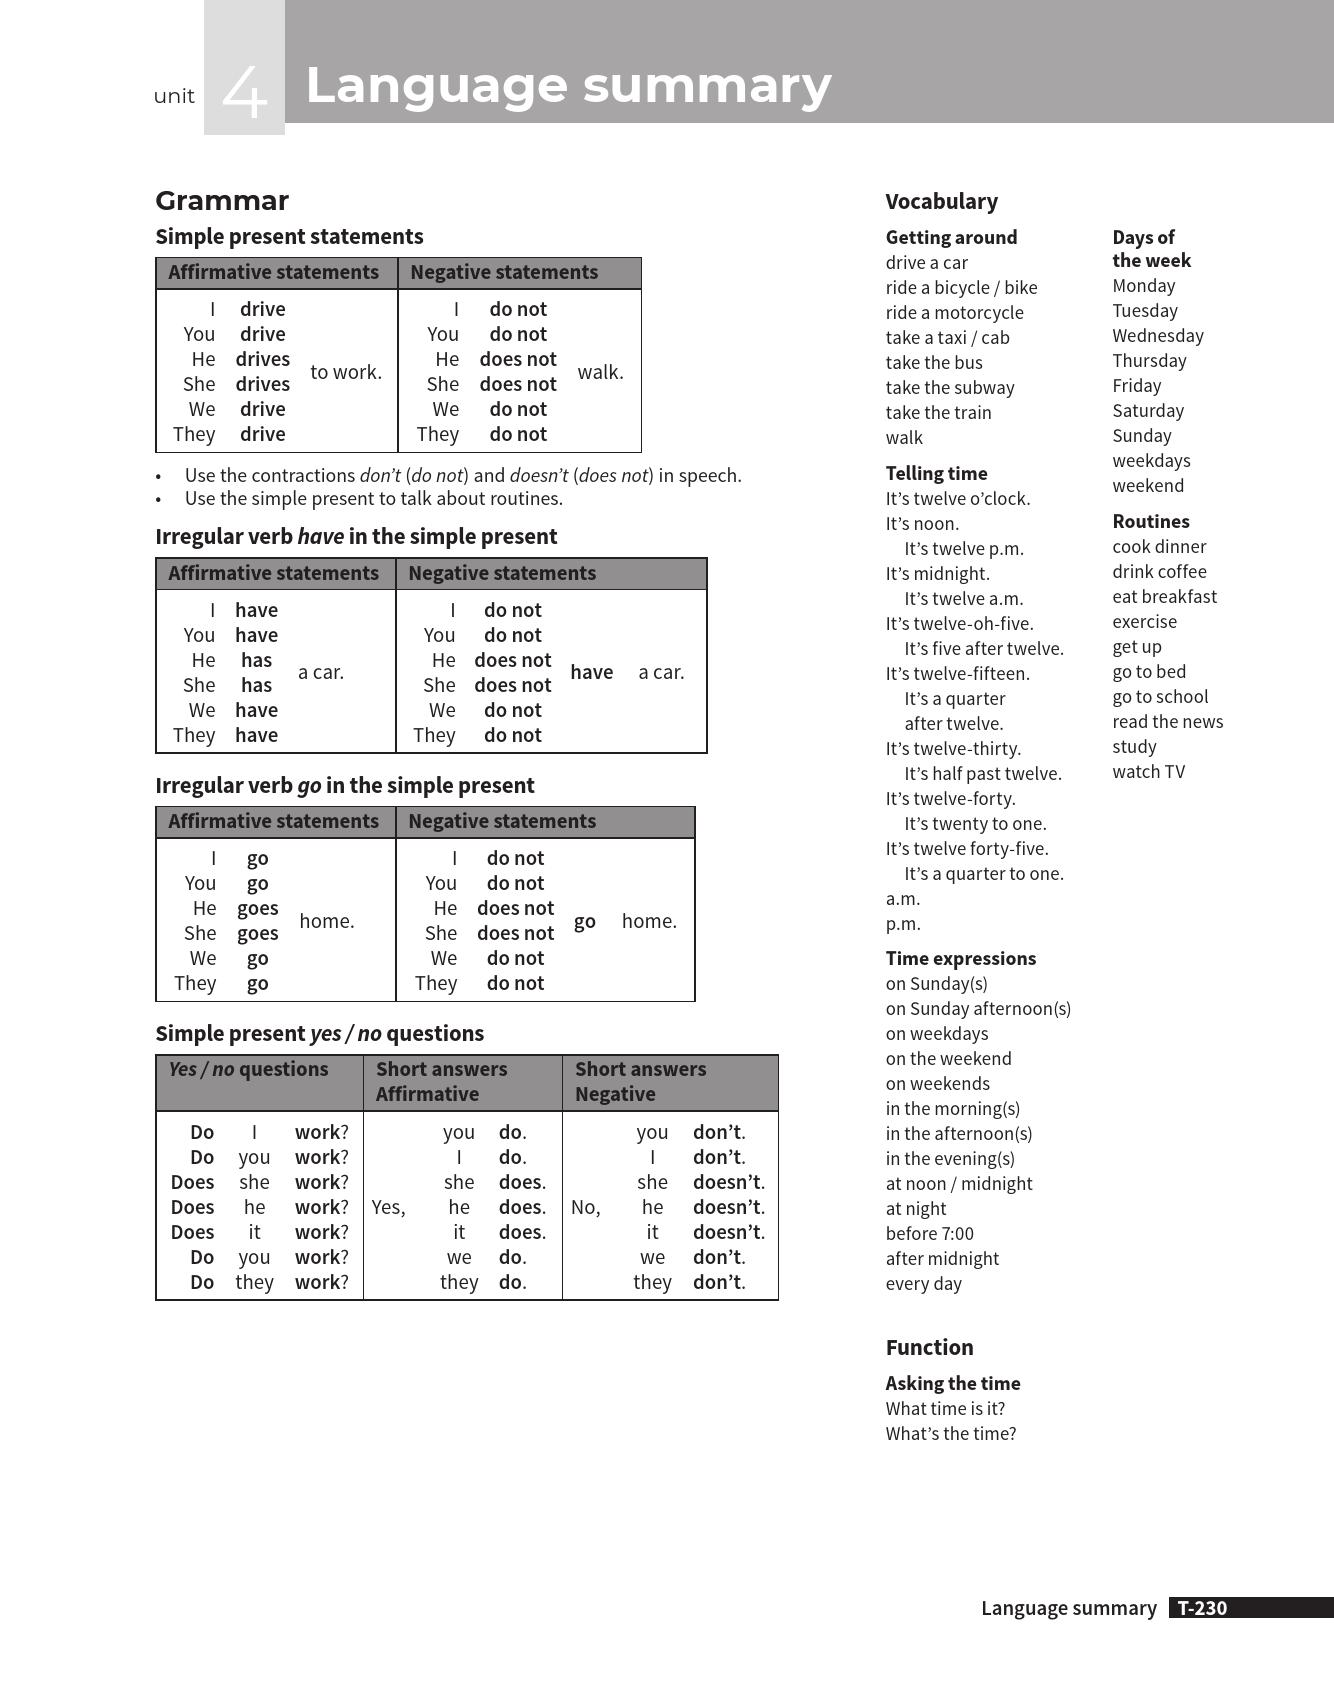 unit 4 Language summary
Grammar
Simple present statements
Affirmative statements Negative statements
I drive I do not
You drive You do not
He drives He does not
to work. walk.
She drives She does not
We drive We do not
They drive They do not
• Use the contractions don’t (do not) and doesn’t (does not) in speech.
• Use the simple present to talk about routines.
Irregular verb have in the simple present
Affirmative statements Negative statements
I have I do not
You have You do not
He has He does not
a car. have a car.
She has She does not
We have We do not
They have They do not
Irregular verb go in the simple present
Affirmative statements Negative statements
I go I do not
You go You do not
He goes He does not
home. go home.
She goes She does not
We go We do not
They go They do not
Simple present yes / no questions
Yes / no questions Short answers Short answers
Affirmative Negative
Do I work? you do. you don’t.
Do you work? I do. I don’t.
Does she work? she does. she doesn’t.
Does he work? Yes, he does. No, he doesn’t.
Does it work? it does. it doesn’t.
Do you work? we do. we don’t.
Do they work? they do. they don’t.
Vocabulary
Getting around
drive a car
ride a bicycle / bike
ride a motorcycle
take a taxi / cab
take the bus
take the subway
take the train
walk
Telling time
It’s twelve o’clock.
It’s noon.
It’s twelve p.m.
It’s midnight.
It’s twelve a.m.
It’s twelve-oh-five.
It’s five after twelve.
It’s twelve-fifteen.
It’s a quarter
after twelve.
It’s twelve-thirty.
It’s half past twelve.
It’s twelve-forty.
It’s twenty to one.
It’s twelve forty-five.
It’s a quarter to one.
a.m.
p.m.
Time expressions
on Sunday(s)
on Sunday afternoon(s)
on weekdays
on the weekend
on weekends
in the morning(s)
in the afternoon(s)
in the evening(s)
at noon / midnight
at night
before 7:00
after midnight
every day
Days of
the week
Monday
Tuesday
Wednesday
Thursday
Friday
Saturday
Sunday
weekdays
weekend
Routines
cook dinner
drink coffee
eat breakfast
exercise
get up
go to bed
go to school
read the news
study
watch TV
Function
Asking the time
What time is it?
What’s the time?
Language summary T-230